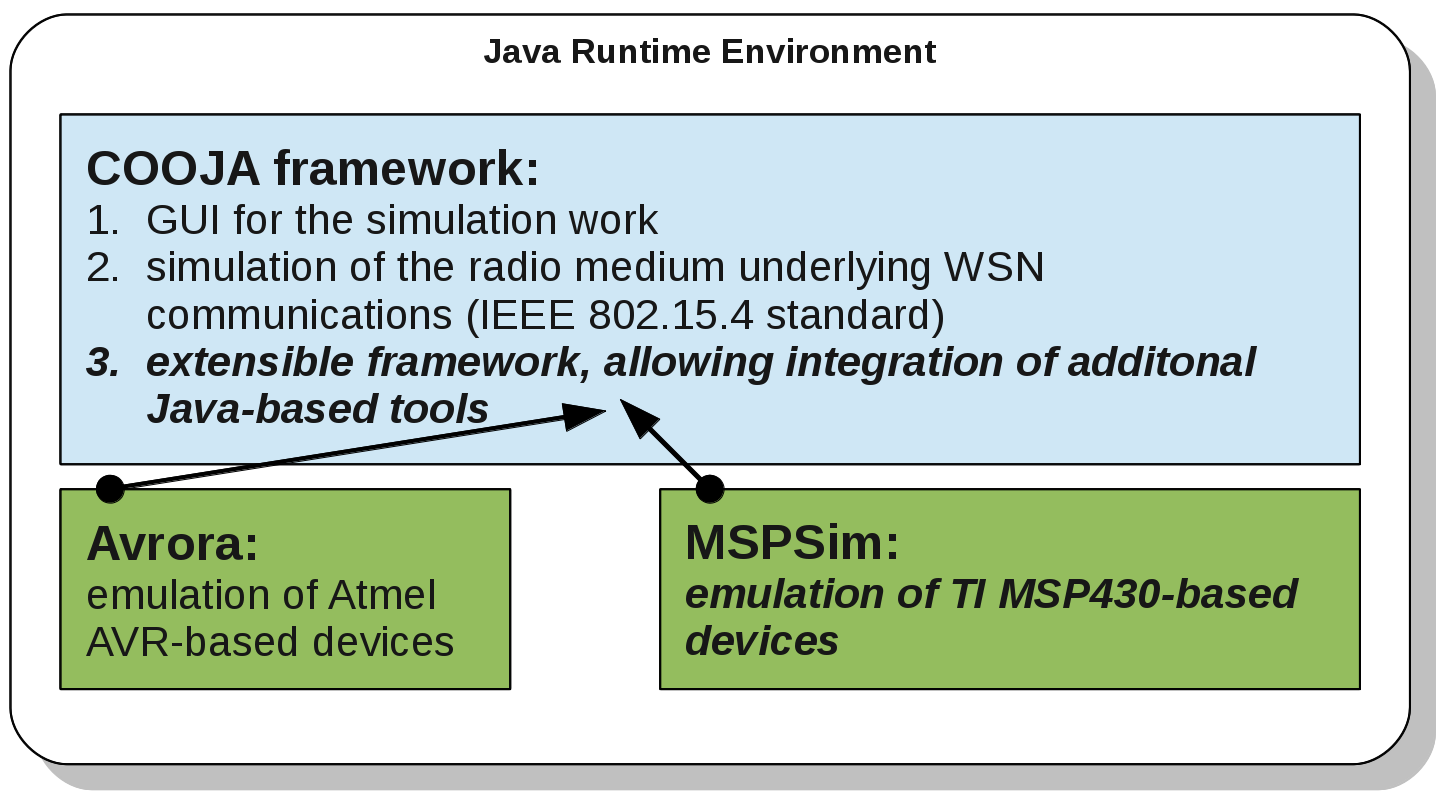 Java Runtime Environment
COOJA framework:
1. GUI for the simulation work
2. simulation of the radio medium underlying WSN
communications (IEEE 802.15.4 standard)
3. extensible framework, allowing integration of additonal
Java-based tools
Avrora:
emulation of Atmel
AVR-based devices
MSPSim:
emulation of TI MSP430-based
devices